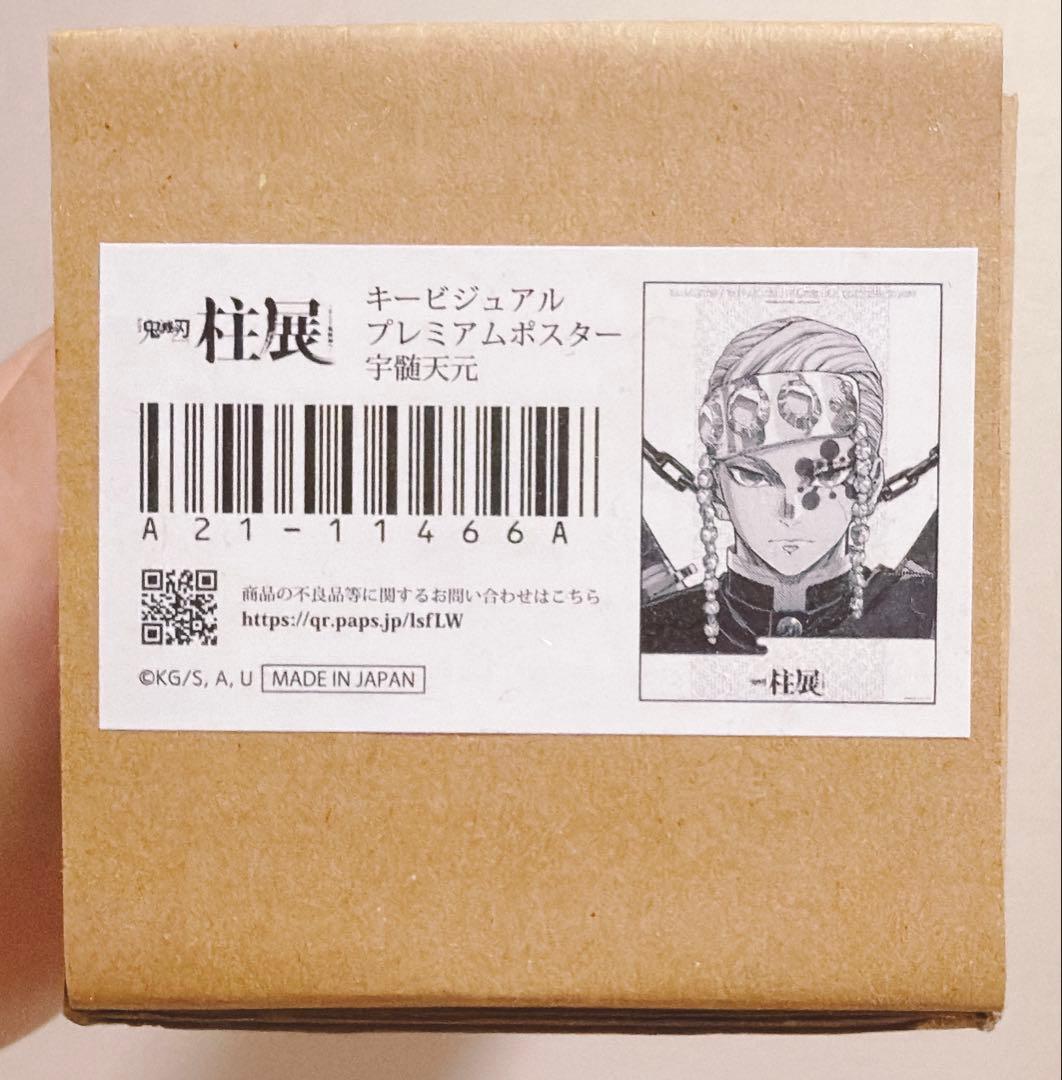 鬼滅の刃 柱展
キービジュアル
プレミアムポスター
宇髄天元
A21-11466A
商品の不良品等に関するお問い合わせはこちら
https://qr.paps.jp/lsfLW
©KG/S, A, U MADE IN JAPAN
柱展